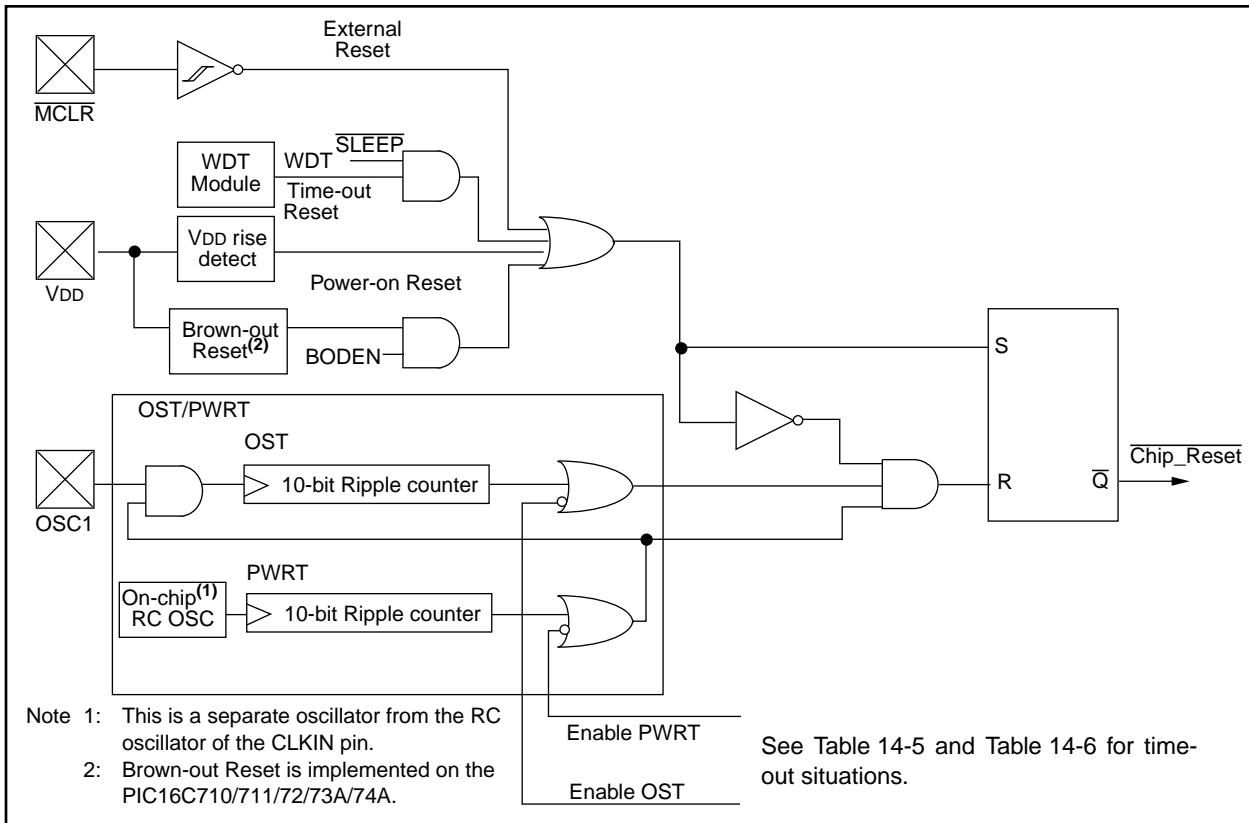 External
Reset
MCLR
SLEEP
WDT
Module
WDT
Time-out
Reset
VDD rise
detect
VDD
Power-on Reset
Brown-out
Reset(2)
BODEN
S
OST/PWRT
OST
Chip_Reset
10-bit Ripple counter
R
Q
OSC1
PWRT
On-chip(1)
RC OSC
10-bit Ripple counter
Enable PWRT
Enable OST
Note 1: This is a separate oscillator from the RC
oscillator of the CLKIN pin.
2: Brown-out Reset is implemented on the
PIC16C710/711/72/73A/74A.
See Table 14-5 and Table 14-6 for time-
out situations.